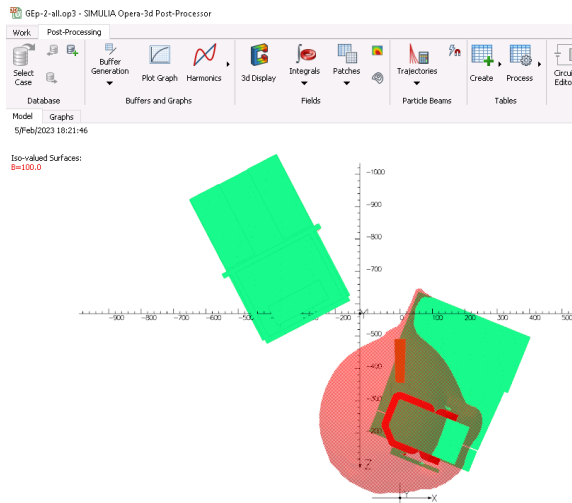 GEp-2-all.op3 - SIMULIA Opera-3d Post-Processor
Work Post-Processing
Select Case
Buffer Generation
Plot Graph
Harmonics
3d Display
Integrals
Patches
Trajectories
Create
Process
Circui
Edito
Database
Buffers and Graphs
Fields
Particle Beams
Tables
Model Graphs
5/Feb/2023 18:21:46
Iso-valued Surfaces:
B=100.0
-1000
-900
-800
-700
-900 -800 -700 -600 -500 -400 -200 0 100 200 300 400 500
-500
-400
-300
Z
Y
X